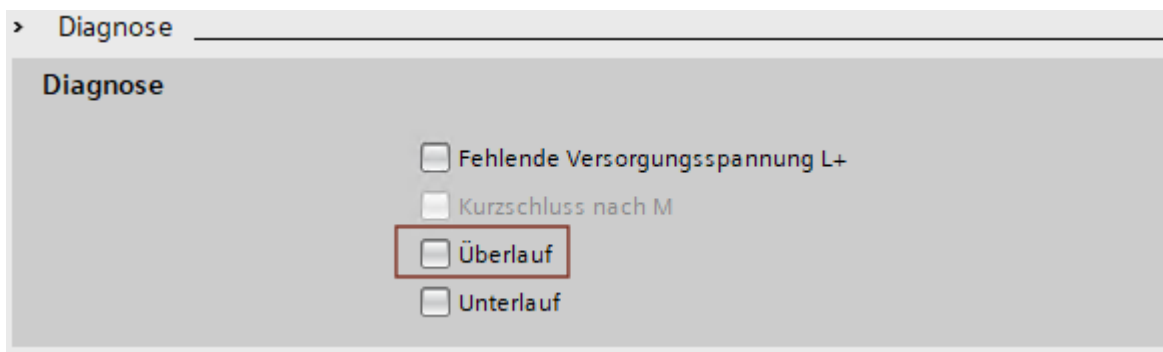 Diagnose
Diagnose
Fehlende Versorgungsspannung L+
Kurzschluss nach M
Überlauf
Unterlauf